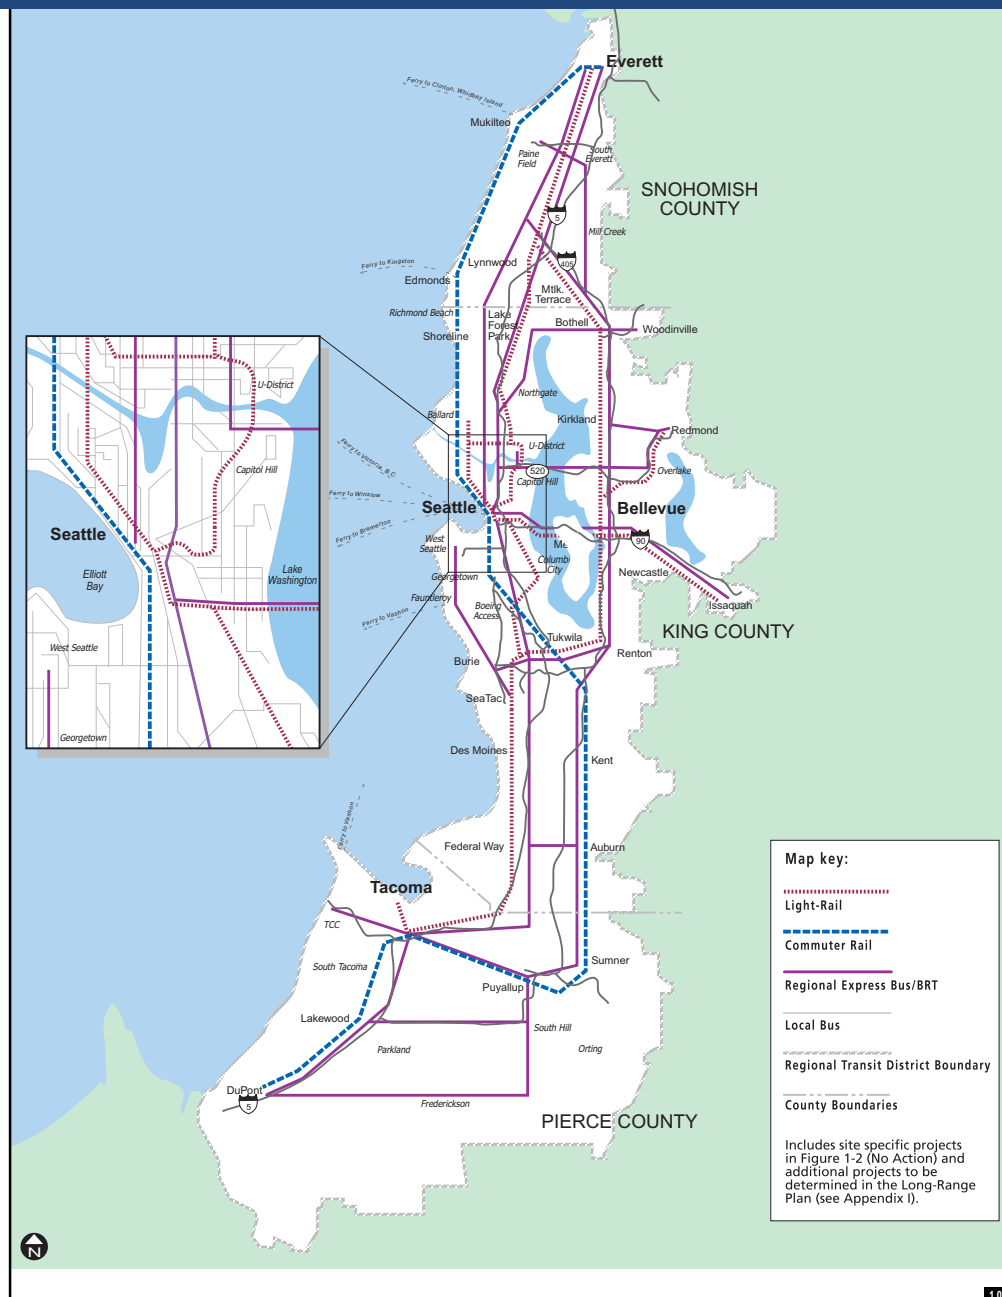 Everett
Ferry to Clinton, Whidbey Island
Mukilteo
Paine
Field
South
Everett
SNOHOMISH
COUNTY
5
Mill Creek
405
Lynnwood
Ferry to Kingston
Edmonds
Mtlk.
Terrace
Richmond Beach
Lake
Forest
Park
Bothell
Woodinville
Shoreline
Northgate
Ballard
Kirkland
Redmond
U-District
Ferry to Victoria, B.C.
520
Overlake
Capitol Hill
Ferry to Winslow
Seattle
Bellevue
Ferry to Bremerton
West
Seattle
Me
90
Columbi
City
Newcastle
Georgetown
Fauntleroy
Boeing
Access
Issaquah
Ferry to Vashon
KING COUNTY
Tukwila
Renton
Burie
SeaTac
Des Moines
Kent
Ferry to Vashon
Federal Way
Auburn
Tacoma
TCC
South Tacoma
Sumner
Puyallup
Lakewood
South Hill
Parkland
Orting
DuPont
5
Frederickson
PIERCE COUNTY
U-District
Capitol Hill
Seattle
Elliott
Bay
Lake
Washington
West Seattle
Georgetown
Map key:
Light-Rail
Commuter Rail
Regional Express Bus/BRT
Local Bus
Regional Transit District Boundary
County Boundaries
Includes site specific projects
in Figure 1-2 (No Action) and
additional projects to be
determined in the Long-Range
Plan (see Appendix I).
N